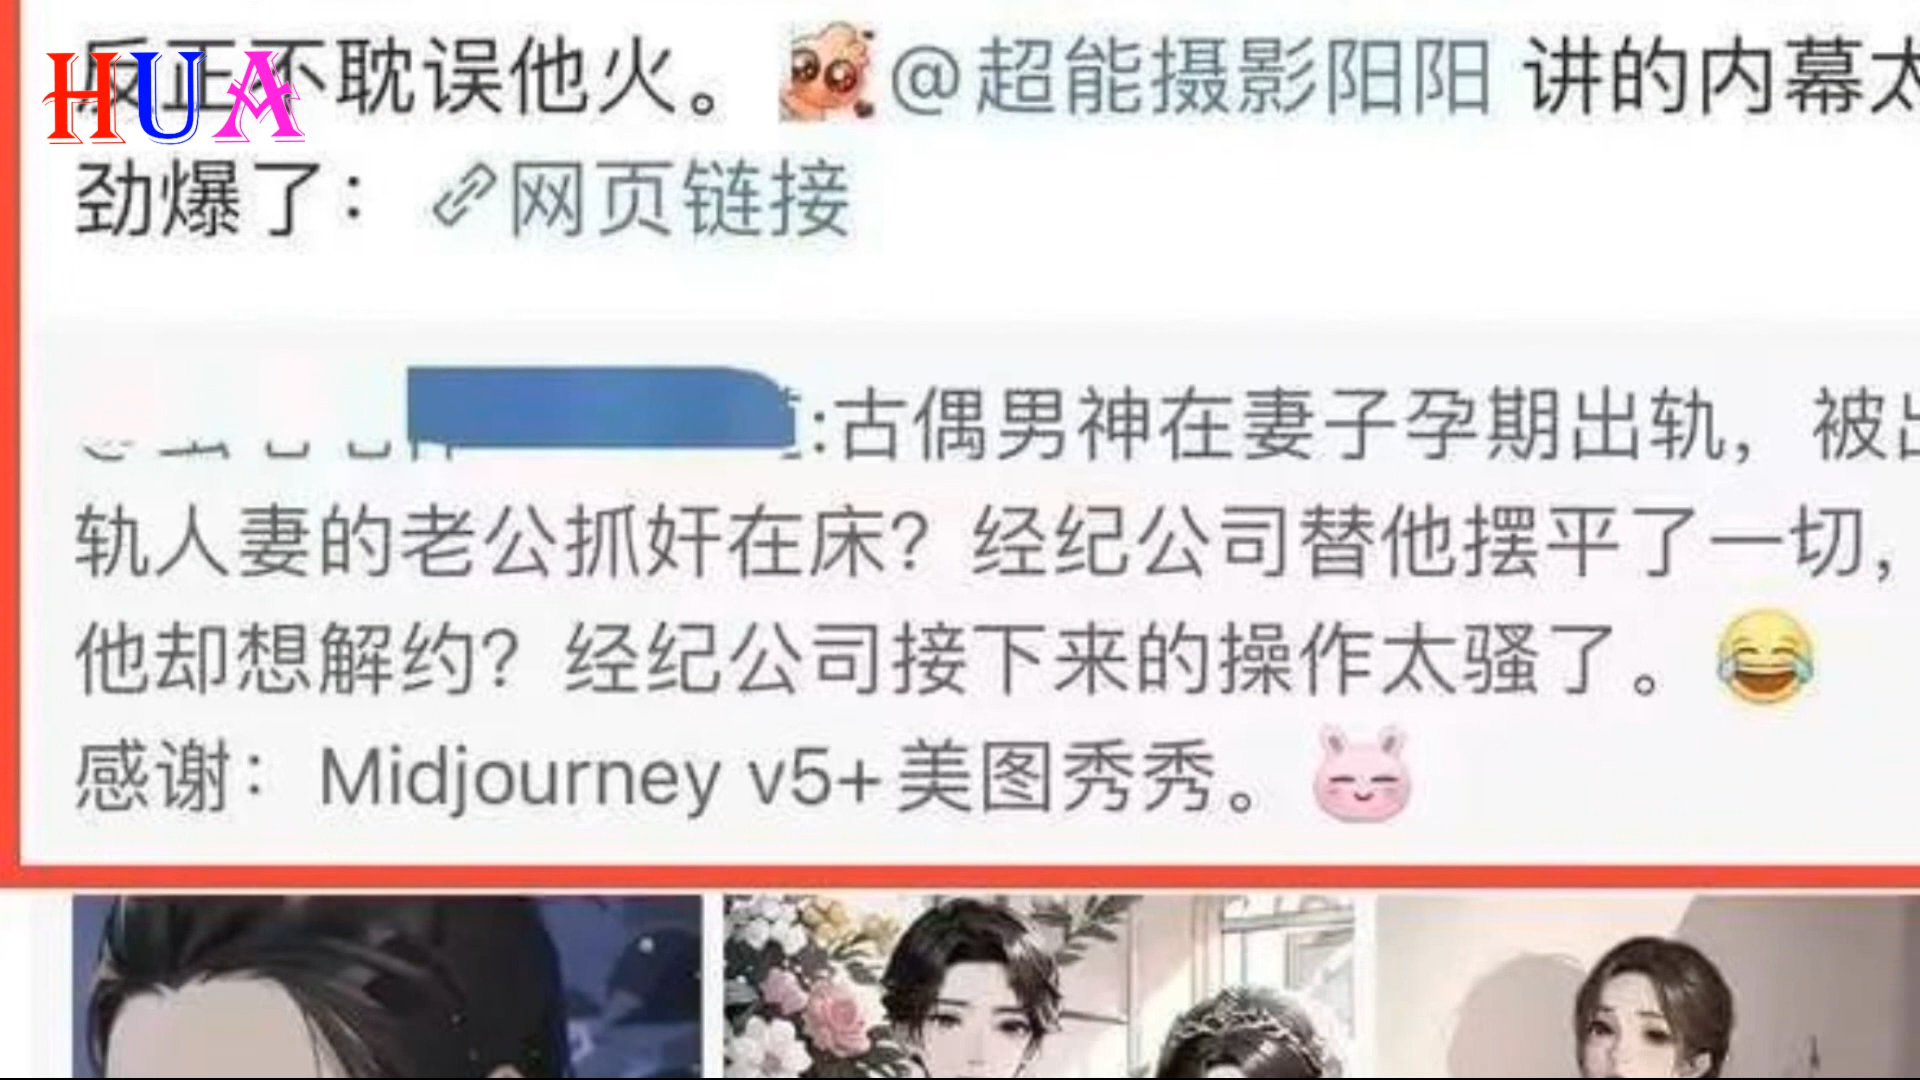 HUA
反正不耽误他火。@超能摄影阳阳 讲的内幕太
劲爆了：网页链接
:古偶男神在妻子孕期出轨，被出
轨人妻的老公抓奸在床？经纪公司替他摆平了一切，
他却想解约？经纪公司接下来的操作太骚了。
感谢：Midjourney v5+美图秀秀。